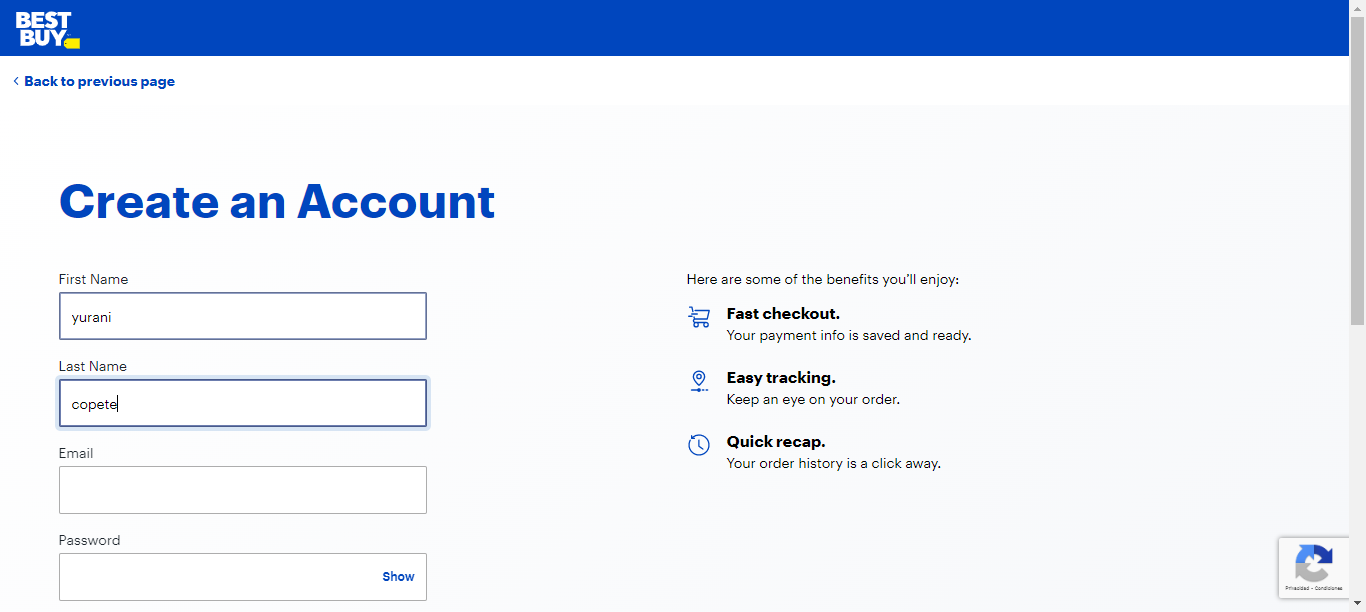 BEST
BUY
Back to previous page
Create an Account
First Name
yurani
Last Name
copete
Email
Password
Show
Here are some of the benefits you’ll enjoy:
Fast checkout.
Your payment info is saved and ready.
Easy tracking.
Keep an eye on your order.
Quick recap.
Your order history is a click away.
Privacidad - Condiciones